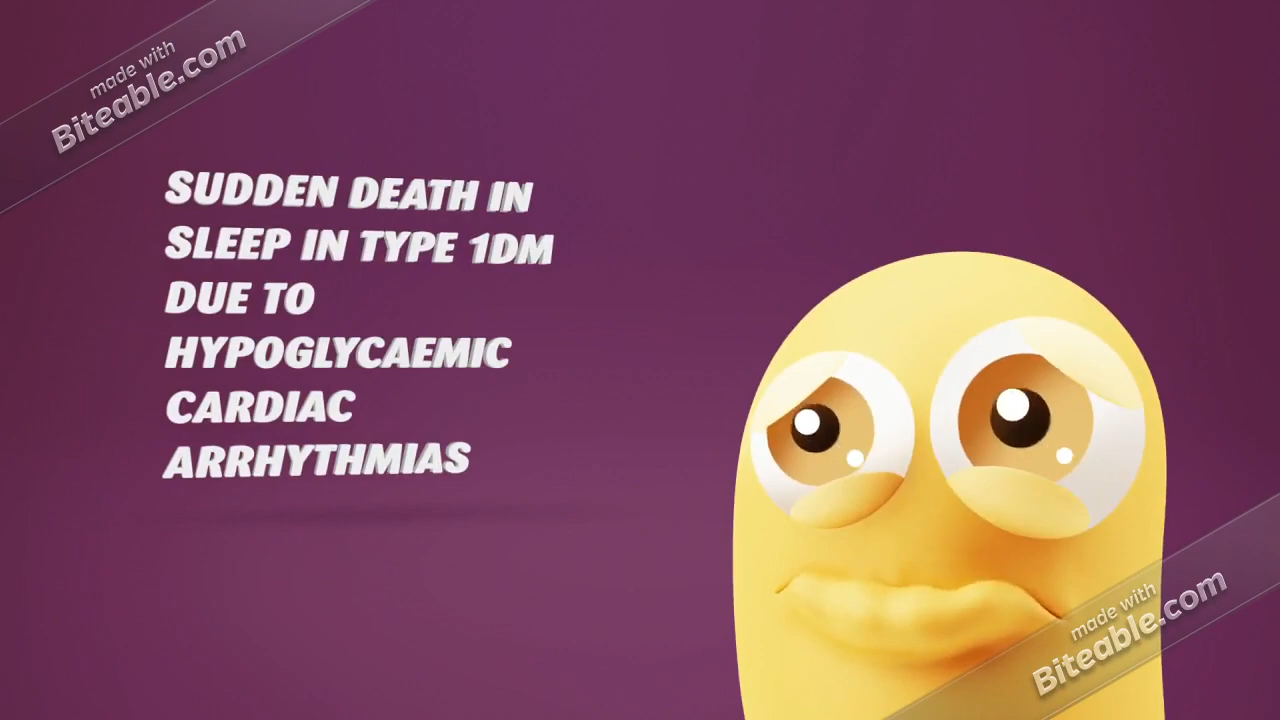 made with
Biteable.com
SUDDEN DEATH IN
SLEEP IN TYPE 1DM
DUE TO
HYPOGLYCAEMIC
CARDIAC
ARRHYTHMIAS
made with
Biteable.com